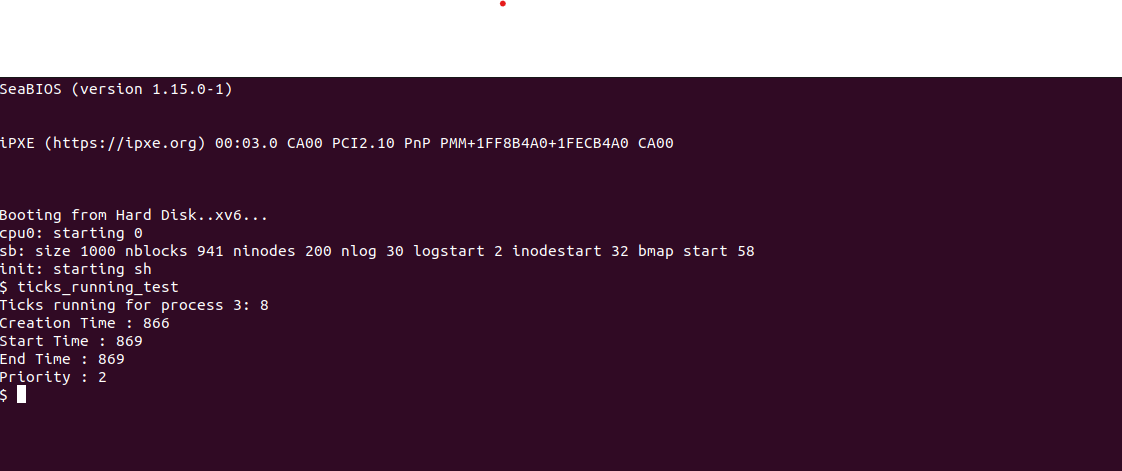 SeaBIOS (version 1.15.0-1)
iPXE (https://ipxe.org) 00:03.0 CA00 PCI2.10 PnP PMM+1FF8B4A0+1FECB4A0 CA00
Booting from Hard Disk..xv6...
cpu0: starting 0
sb: size 1000 nblocks 941 ninodes 200 nlog 30 logstart 2 inodestart 32 bmap start 58
init: starting sh
$ ticks_running_test
Ticks running for process 3: 8
Creation Time : 866
Start Time : 869
End Time : 869
Priority : 2
$